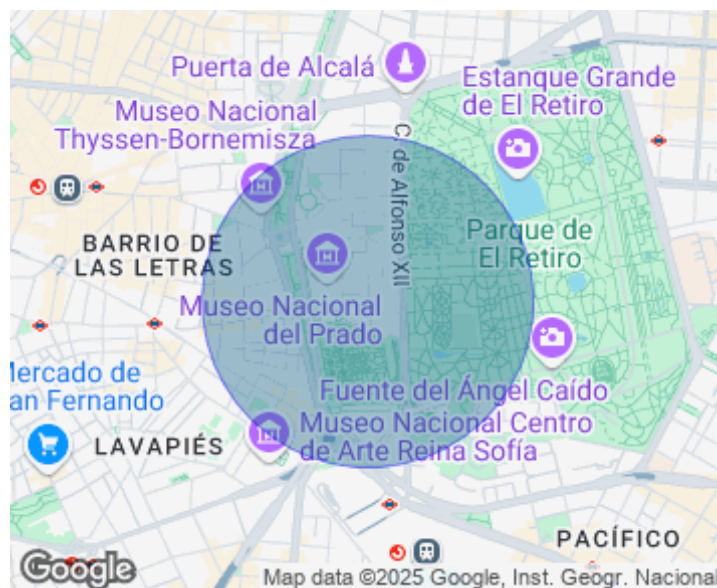 Puerta de Alcalá
Estanque Grande
de El Retiro
Museo Nacional
Thyssen-Bornemisza
C. de Alfonso XII
BARRIO DE
LAS LETRAS
Parque de
El Retiro
Museo Nacional
del Prado
Mercado de
an Fernando
Fuente del Ángel Caído
LAVAPIÉS
Museo Nacional Centro
de Arte Reina Sofía
PACÍFICO
Google
Map data ©2025 Google, Inst. Geogr. Nacional